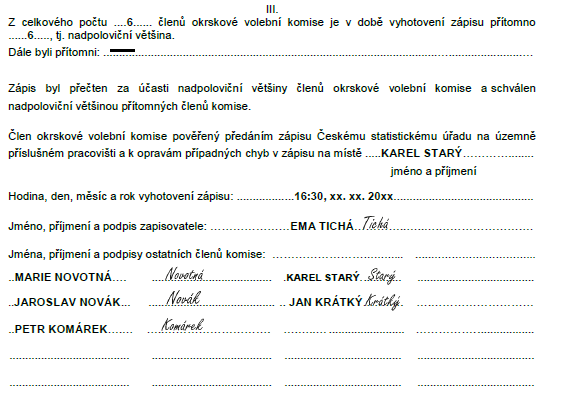 III.
Z celkového počtu ....6...... členů okrskové volební komise je v době vyhotovení zápisu přítomno
......6....., tj. nadpoloviční většina.
Dále byli přítomni: ...........................................................................................................
Zápis byl přečten za účasti nadpoloviční většiny členů okrskové volební komise a schválen
nadpoloviční většinou přítomných členů komise.
Člen okrskové volební komise pověřený předáním zápisu Českému statistickému úřadu na územně
příslušném pracovišti a k opravám případných chyb v zápisu na místě .....KAREL STARÝ....................
jméno a příjmení
Hodina, den, měsíc a rok vyhotovení zápisu: ..................16:30, xx. xx. 20xx..............................................
Jméno, příjmení a podpis zapisovatele: ..........................EMA TICHÁ Tichá..............................................
Jména, příjmení a podpisy ostatních členů komise: ....................................... .......................................
..MARIE NOVOTNÁ.... Novotná .KAREL STARÝ. Starý
..JAROSLAV NOVÁK... Novák .. JAN KRÁTKÝ Krátký
..PETR KOMÁREK....... Komárek ....................................... .......................................
....................................... ....................................... ....................................... .......................................
....................................... ....................................... ....................................... .......................................